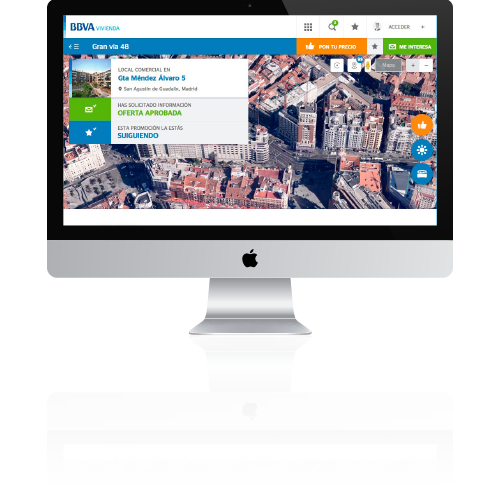 BBVA VIVIENDA
ACCEDER
Gran vía 48
PON TU PRECIO
ME INTERESA
LOCAL COMERCIAL EN
Gta Méndez Álvaro 5
San Agustín de Guadalix, Madrid
HAS SOLICITADO INFORMACIÓN
OFERTA APROBADA
ESTA PROMOCIÓN LA ESTÁS
SUIGUIENDO
Mapa